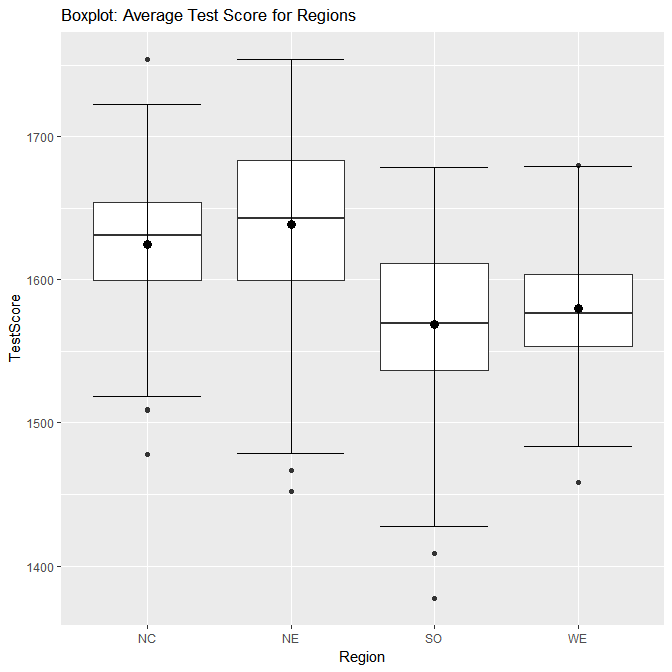 Boxplot: Average Test Score for Regions
TestScore
1700
1600
1500
1400
NC NE SO WE
Region